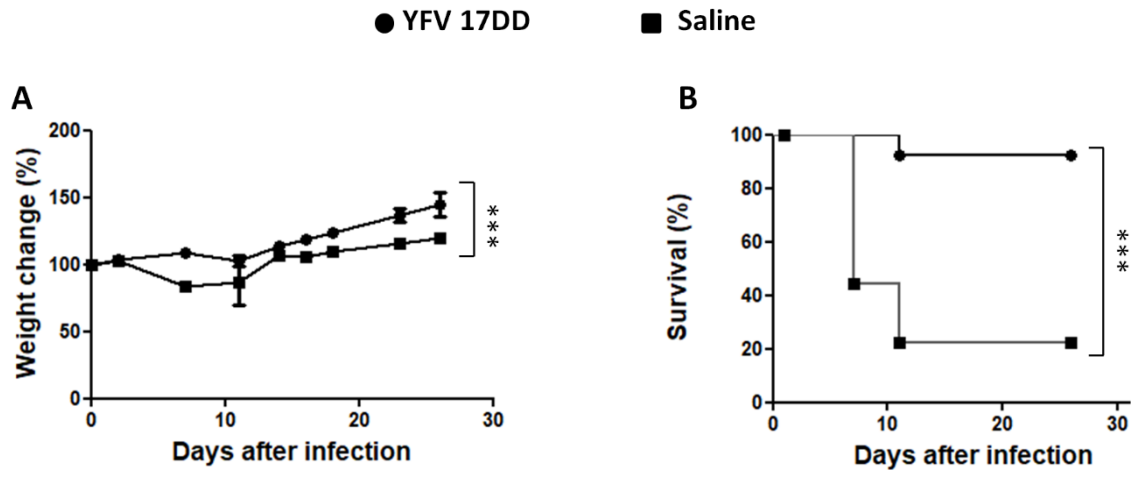 YFV 17DD Saline
A
B
200
150
100
50
0
Weight change (%)
0 10 20 30
Days after infection
***
100
80
60
40
20
0
Survival (%)
0 10 20 30
Days after infection
***